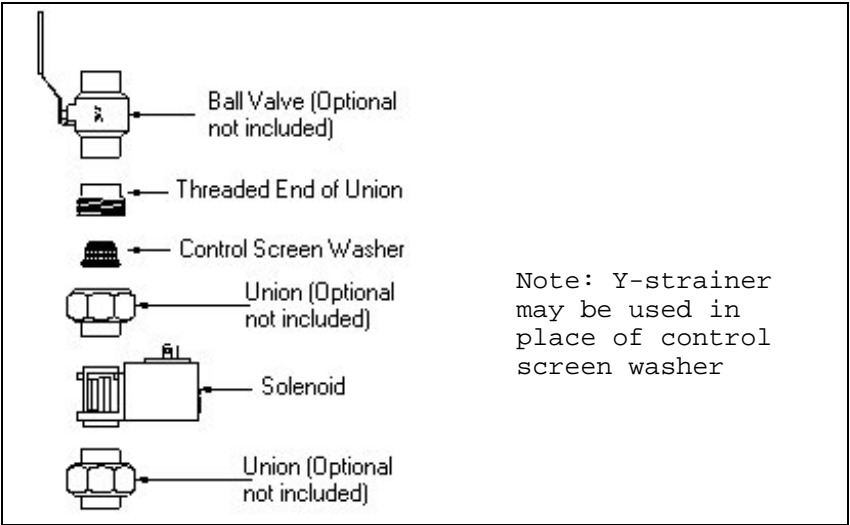 Ball Valve (Optional
not included)
Threaded End of Union
Control Screen Washer
Union (Optional
not included)
Solenoid
Union (Optional
not included)
Note: Y-strainer
may be used in
place of control
screen washer